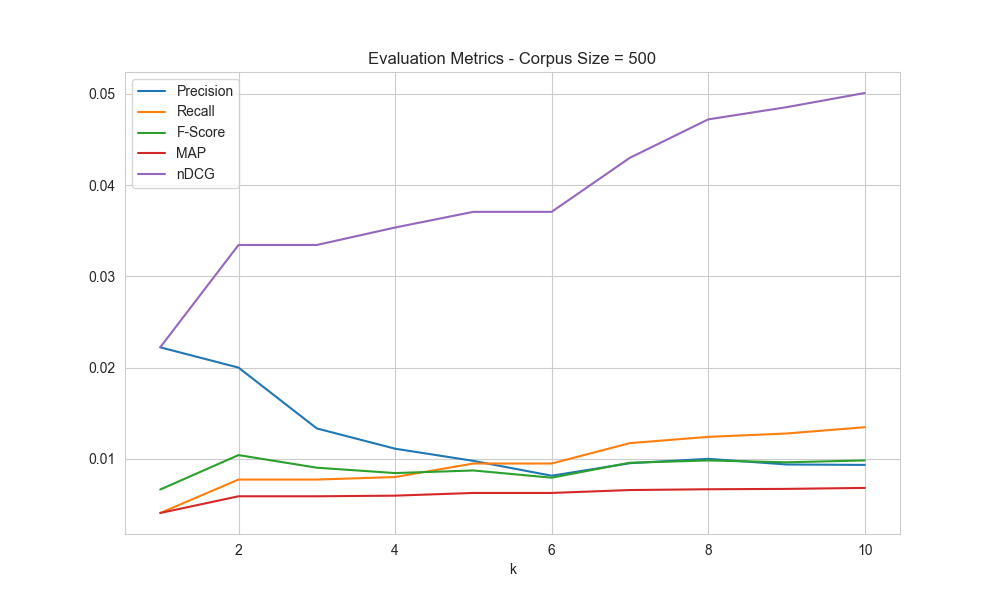 Evaluation Metrics - Corpus Size = 500
Precision
Recall
F-Score
MAP
nDCG
0.05
0.04
0.03
0.02
0.01
2 4 6 8 10
k